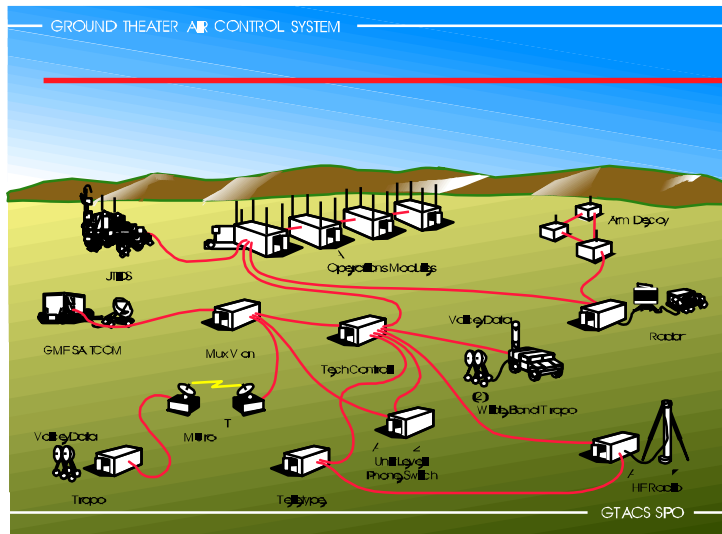 GROUND THEATER AIR CONTROL SYSTEM
Arm Decoy
JTIDS
Operations Modules
GMF SATCOM
Mux Van
Tech Control
Voice/Data
Radar
(2)
Wide Band Tropo
Voice/Data
Tropo
Teletype
Unit Level
Phone Switch
HF Radio
GTACS SPO